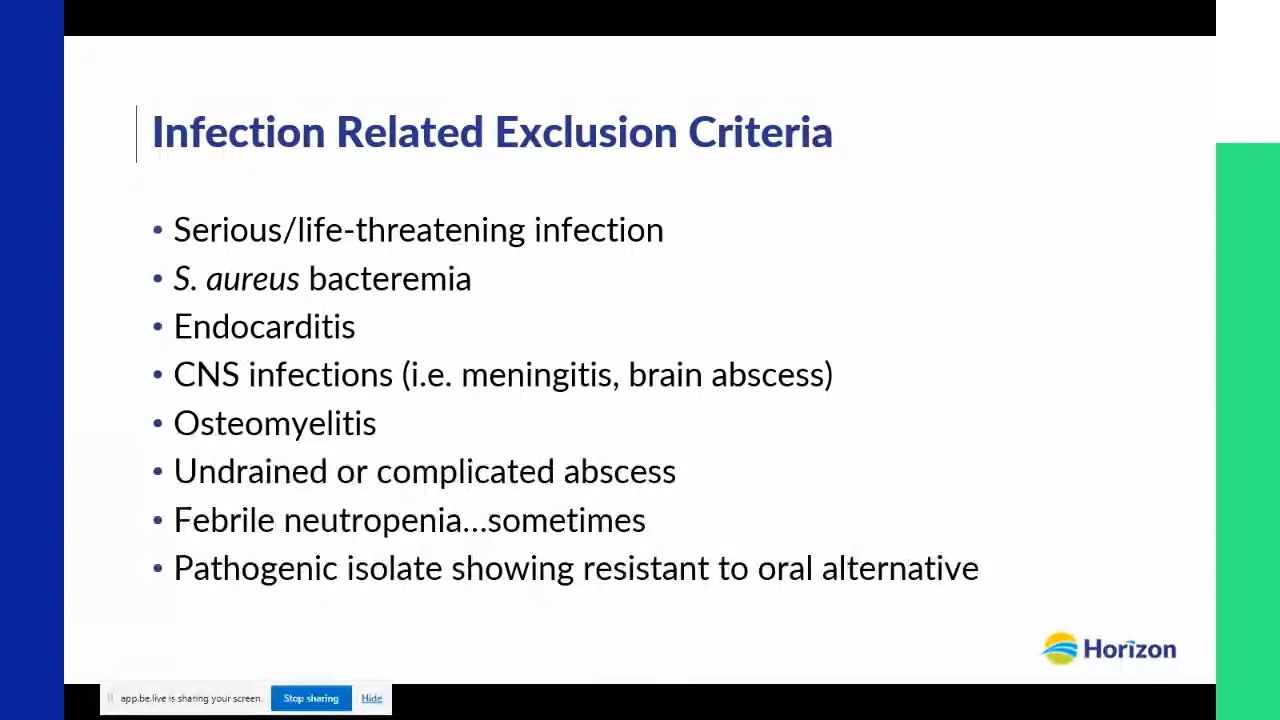 Infection Related Exclusion Criteria
• Serious/life-threatening infection
• S. aureus bacteremia
• Endocarditis
• CNS infections (i.e. meningitis, brain abscess)
• Osteomyelitis
• Undrained or complicated abscess
• Febrile neutropenia...sometimes
• Pathogenic isolate showing resistant to oral alternative
Horizon
app.be.live is sharing your screen. Stop sharing Hide